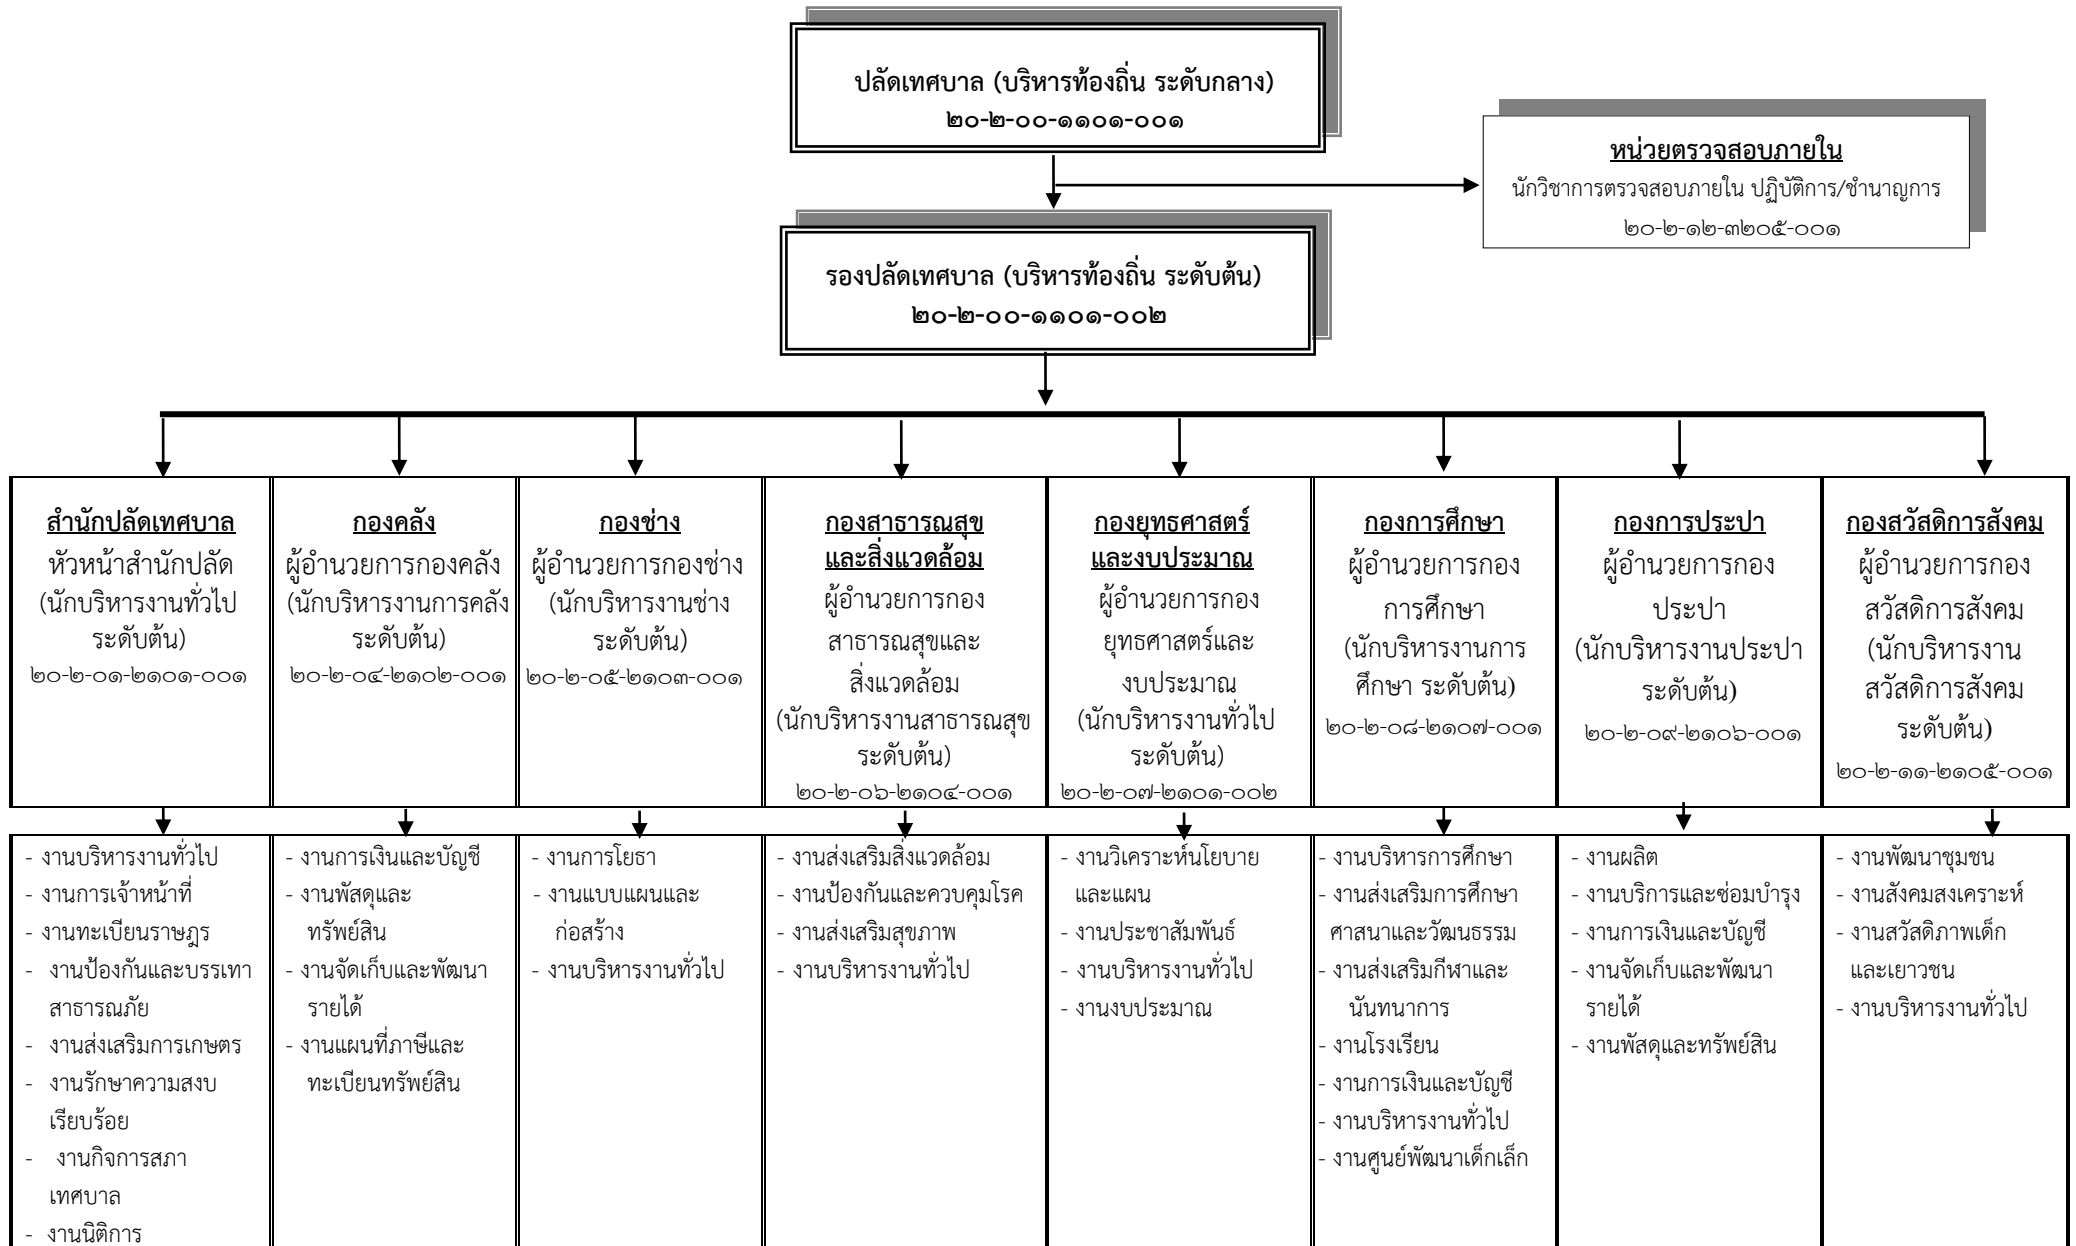 ปลัดเทศบาล (บริหารท้องถิ่น ระดับกลาง)
๒๐-๒-๐๐-๑๑๐๑-๐๐๑
หน่วยตรวจสอบภายใน
นักวิชาการตรวจสอบภายใน ปฏิบัติการ/ชำนาญการ
๒๐-๒-๑๒-๓๒๐๕-๐๐๑
รองปลัดเทศบาล (บริหารท้องถิ่น ระดับต้น)
๒๐-๒-๐๐-๑๑๐๑-๐๐๒
สำนักปลัดเทศบาล
หัวหน้าสำนักปลัด
(นักบริหารงานทั่วไป
ระดับต้น)
๒๐-๒-๐๑-๒๑๐๑-๐๐๑
กองคลัง
ผู้อำนวยการกองคลัง
(นักบริหารงานการคลัง
ระดับต้น)
๒๐-๒-๐๔-๒๑๐๒-๐๐๑
กองช่าง
ผู้อำนวยการกองช่าง
(นักบริหารงานช่าง
ระดับต้น)
๒๐-๒-๐๕-๒๑๐๓-๐๐๑
กองสาธารณสุข
และสิ่งแวดล้อม
ผู้อำนวยการกอง
สาธารณสุขและ
สิ่งแวดล้อม
(นักบริหารงานสาธารณสุข
ระดับต้น)
๒๐-๒-๐๖-๒๑๐๔-๐๐๑
กองยุทธศาสตร์
และงบประมาณ
ผู้อำนวยการกอง
ยุทธศาสตร์และ
งบประมาณ
(นักบริหารงานทั่วไป
ระดับต้น)
๒๐-๒-๐๗-๒๑๐๑-๐๐๒
กองการศึกษา
ผู้อำนวยการกอง
การศึกษา
(นักบริหารงานการ
ศึกษา ระดับต้น)
๒๐-๒-๐๘-๒๑๐๗-๐๐๑
กองการประปา
ผู้อำนวยการกอง
ประปา
(นักบริหารงานประปา
ระดับต้น)
๒๐-๒-๐๙-๒๑๐๖-๐๐๑
กองสวัสดิการสังคม
ผู้อำนวยการกอง
สวัสดิการสังคม
(นักบริหารงาน
สวัสดิการสังคม
ระดับต้น)
๒๐-๒-๑๑-๒๑๐๕-๐๐๑
- งานบริหารงานทั่วไป
- งานการเจ้าหน้าที่
- งานทะเบียนราษฎร
- งานป้องกันและบรรเทา
สาธารณภัย
- งานส่งเสริมการเกษตร
- งานรักษาความสงบ
เรียบร้อย
- งานกิจการสภา
เทศบาล
- งานนิติการ
- งานการเงินและบัญชี
- งานพัสดุและ
ทรัพย์สิน
- งานจัดเก็บและพัฒนา
รายได้
- งานแผนที่ภาษีและ
ทะเบียนทรัพย์สิน
- งานการโยธา
- งานแบบแผนและ
ก่อสร้าง
- งานบริหารงานทั่วไป
- งานส่งเสริมสิ่งแวดล้อม
- งานป้องกันและควบคุมโรค
- งานส่งเสริมสุขภาพ
- งานบริหารงานทั่วไป
- งานวิเคราะห์นโยบาย
และแผน
- งานประชาสัมพันธ์
- งานบริหารงานทั่วไป
- งานงบประมาณ
- งานบริหารการศึกษา
- งานส่งเสริมการศึกษา
ศาสนาและวัฒนธรรม
- งานส่งเสริมกีฬาและ
นันทนาการ
- งานโรงเรียน
- งานการเงินและบัญชี
- งานบริหารงานทั่วไป
- งานศูนย์พัฒนาเด็กเล็ก
- งานผลิต
- งานบริการและซ่อมบำรุง
- งานการเงินและบัญชี
- งานจัดเก็บและพัฒนา
รายได้
- งานพัสดุและทรัพย์สิน
- งานพัฒนาชุมชน
- งานสังคมสงเคราะห์
- งานสวัสดิภาพเด็ก
และเยาวชน
- งานบริหารงานทั่วไป